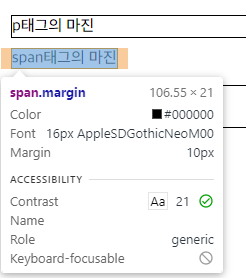 p태그의 마진
span태그의 마진
span.margin 106.55 × 21
Color #000000
Font 16px AppleSDGothicNeoM00
Margin 10px
ACCESSIBILITY
Contrast Aa 21
Name
Role generic
Keyboard-focusable